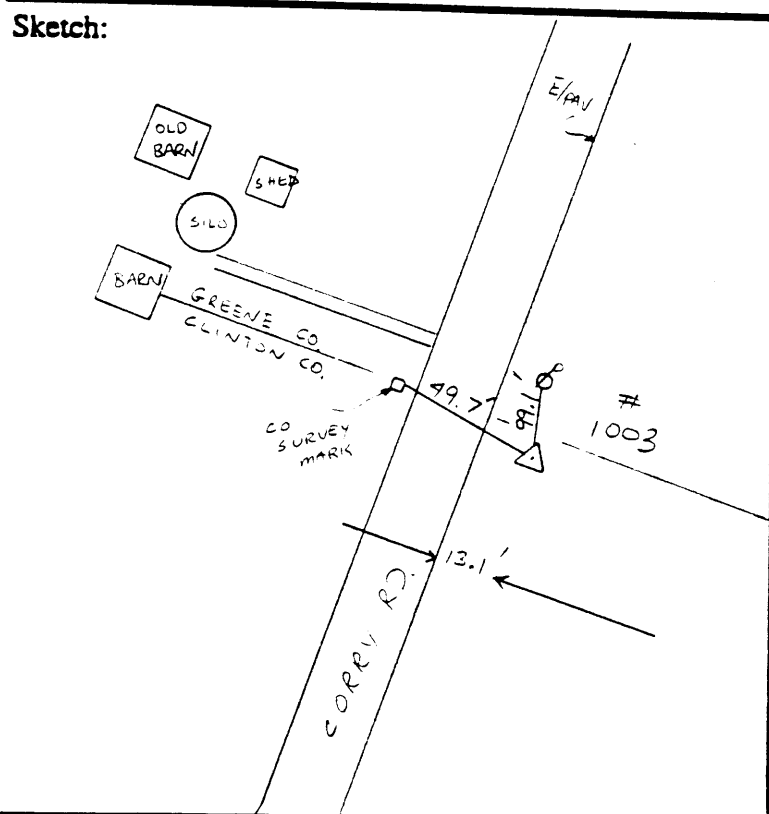 Sketch:
E/PAV
OLD
BARN
SHED
SILO
BARN
GREENE CO.
CLINTON CO.
49.7'
99.1'
#
1003
CO
SURVEY
MARK
13.1'
CORRY RD.